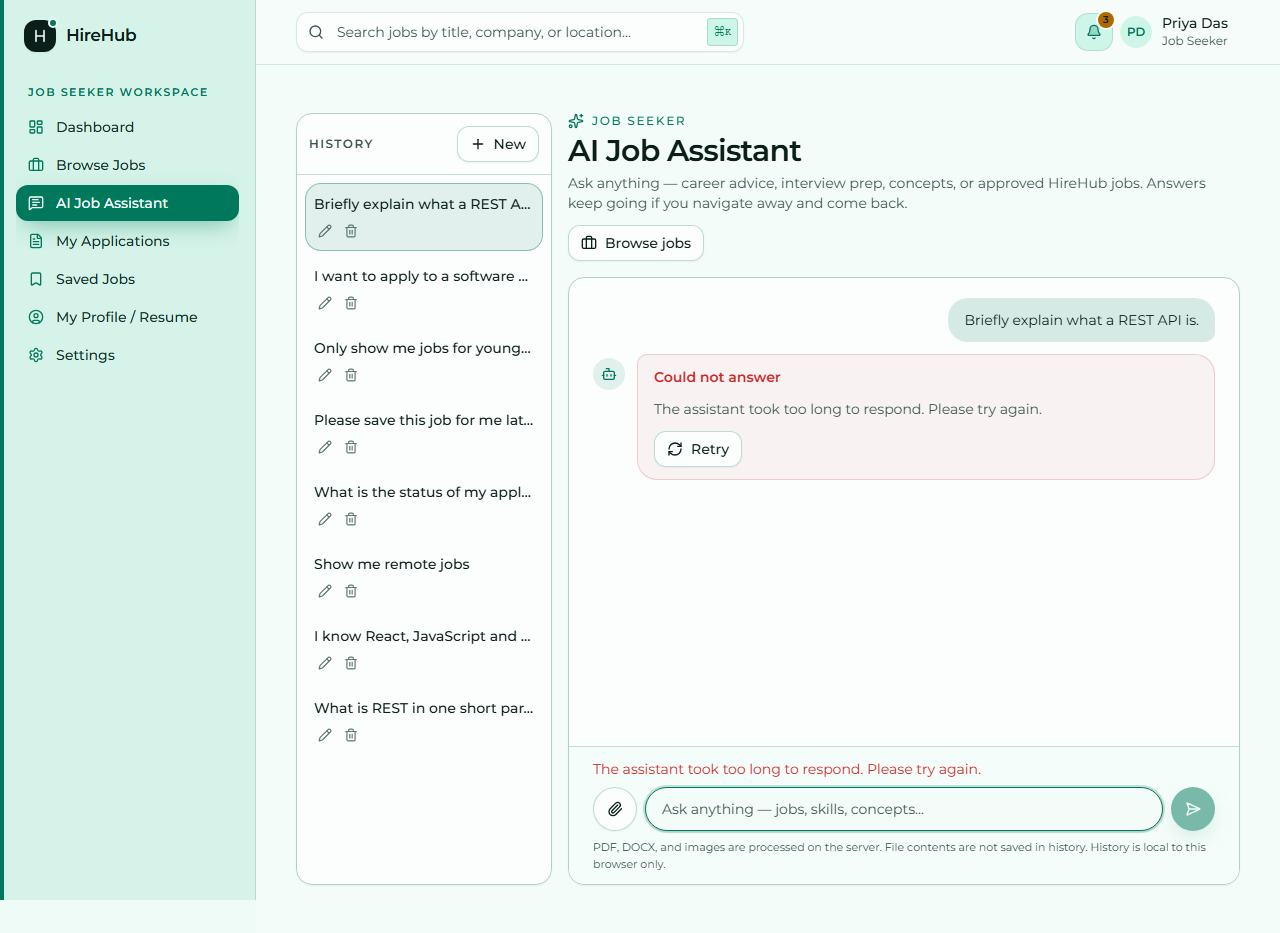 H HireHub
JOB SEEKER WORKSPACE
Dashboard
Browse Jobs
AI Job Assistant
My Applications
Saved Jobs
My Profile / Resume
Settings
Search jobs by title, company, or location...
⌘K
3
PD
Priya Das
Job Seeker
HISTORY
New
Briefly explain what a REST A...
I want to apply to a software ...
Only show me jobs for young...
Please save this job for me lat...
What is the status of my appl...
Show me remote jobs
I know React, JavaScript and ...
What is REST in one short par...
JOB SEEKER
AI Job Assistant
Ask anything — career advice, interview prep, concepts, or approved HireHub jobs. Answers
keep going if you navigate away and come back.
Browse jobs
Briefly explain what a REST API is.
Could not answer
The assistant took too long to respond. Please try again.
Retry
The assistant took too long to respond. Please try again.
Ask anything — jobs, skills, concepts...
PDF, DOCX, and images are processed on the server. File contents are not saved in history. History is local to this
browser only.